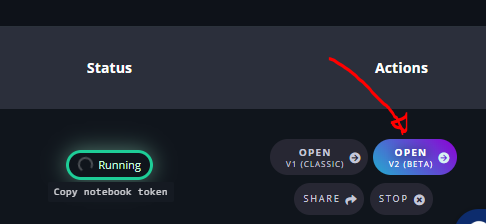 Status
Actions
Running
Copy notebook token
OPEN
V1 (CLASSIC)
OPEN
V2 (BETA)
SHARE
STOP